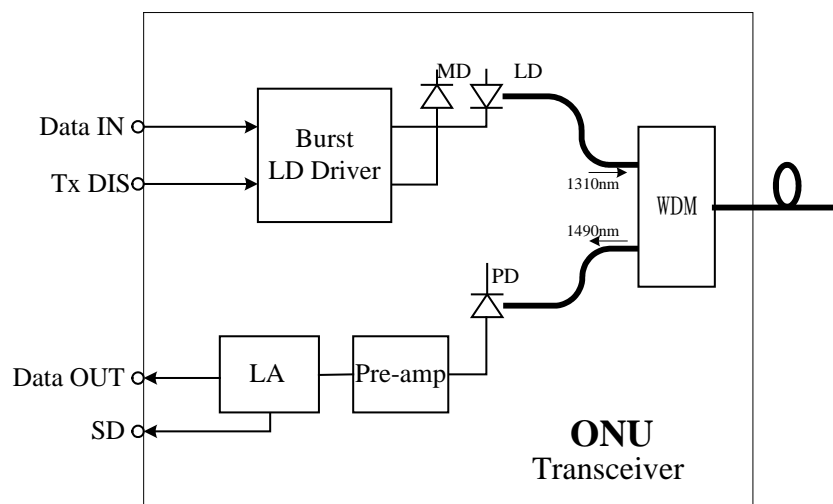 MD LD
Data IN
Burst
LD Driver
Tx DIS
1310nm
WDM
1490nm
PD
Data OUT
LA
Pre-amp
SD
ONU
Transceiver